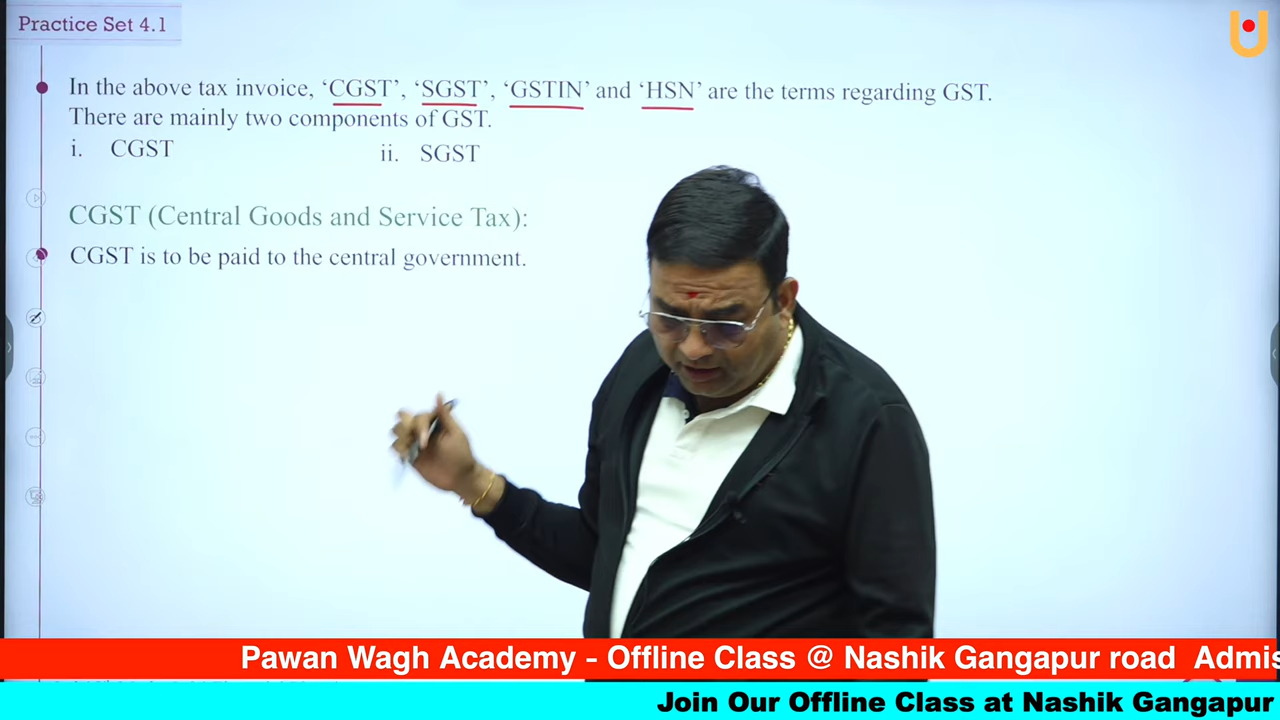 Practice Set 4.1
In the above tax invoice, ‘CGST’, ‘SGST’, ‘GSTIN’ and ‘HSN’ are the terms regarding GST.
There are mainly two components of GST.
i. CGST ii. SGST
CGST (Central Goods and Service Tax):
CGST is to be paid to the central government.
Pawan Wagh Academy - Offline Class @ Nashik Gangapur road
Join Our Offline Class at Nashik Gangapur